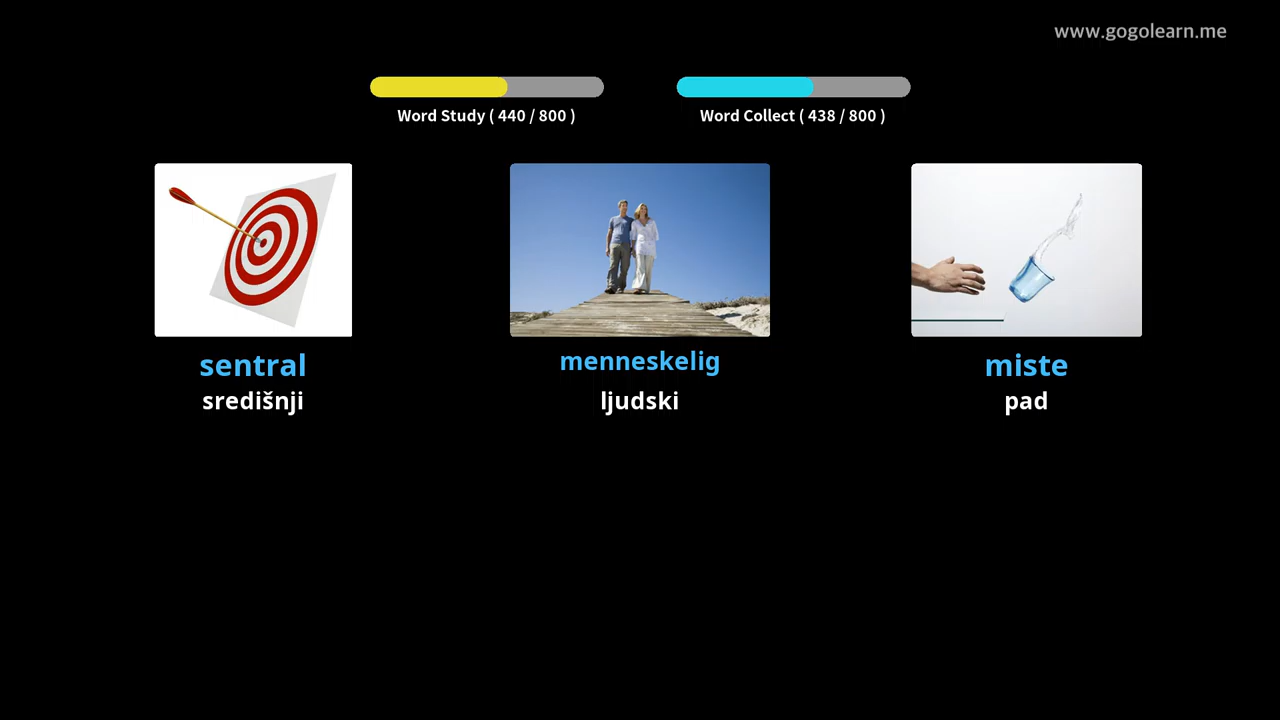 www.gogolearn.me
Word Study ( 440 / 800 )
Word Collect ( 438 / 800 )
sentral
središnji
menneskelig
ljudski
miste
pad